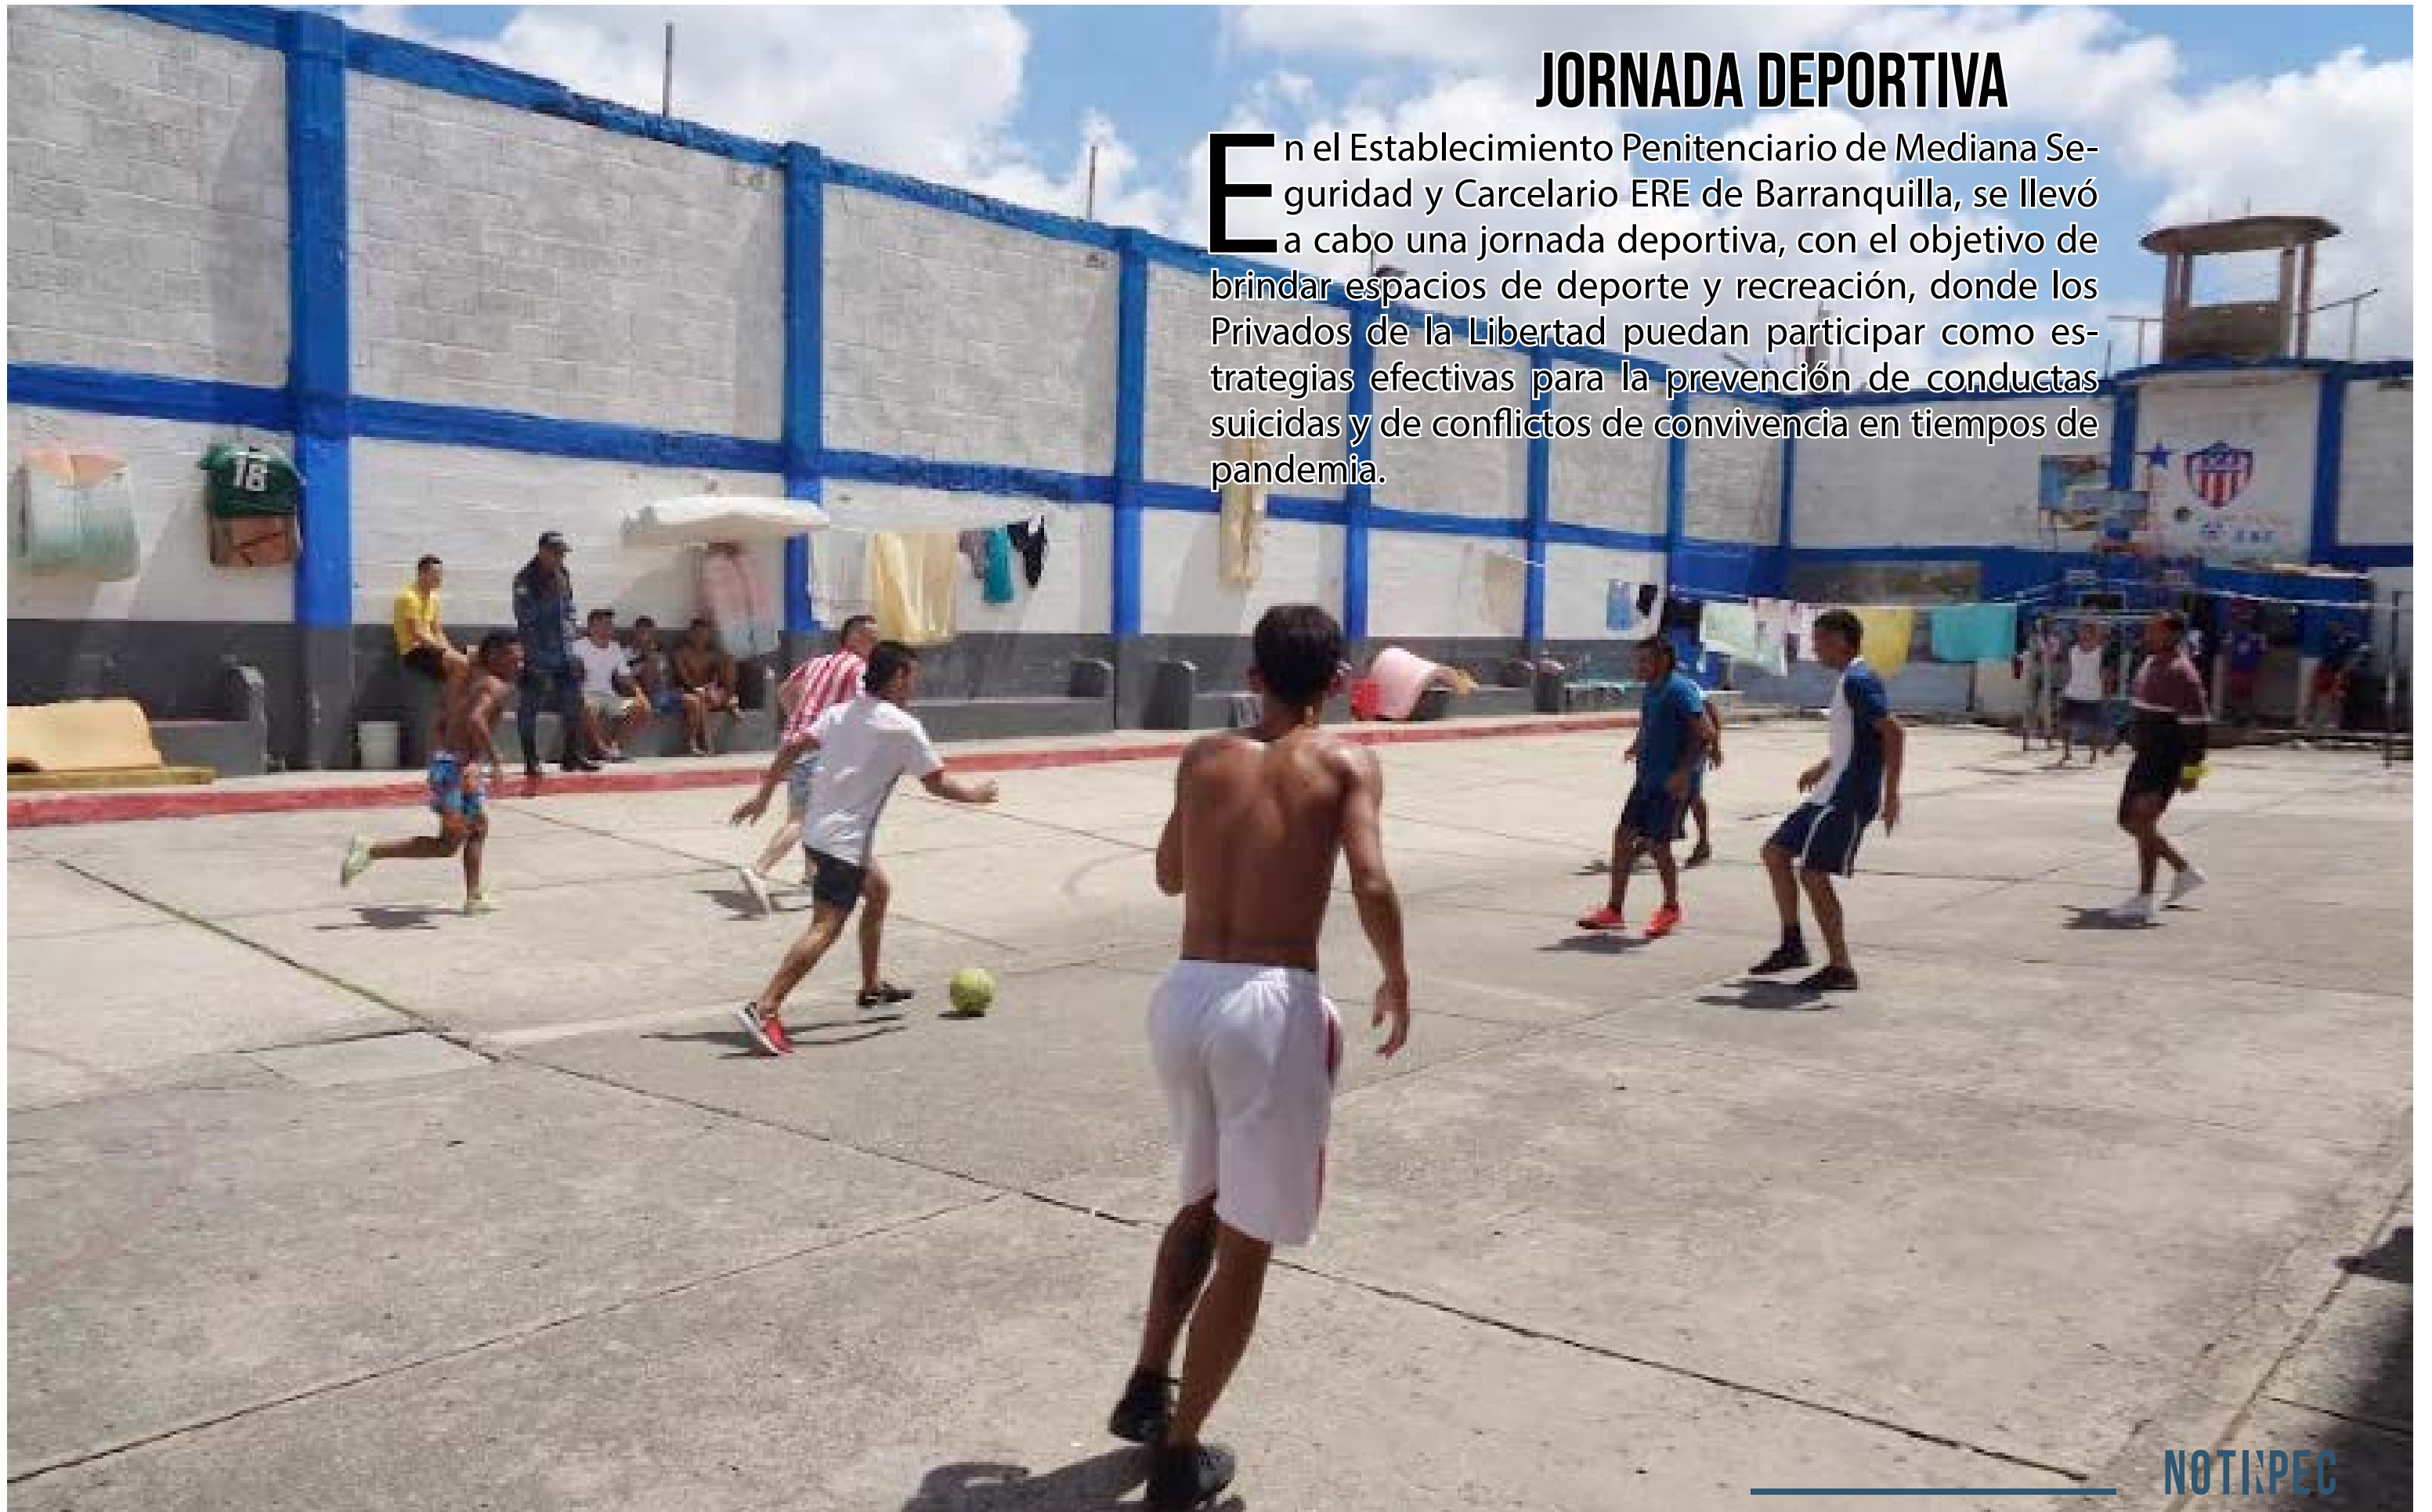 JORNADA DEPORTIVA
En el Establecimiento Penitenciario de Mediana Se-
guridad y Carcelario ERE de Barranquilla, se llevó
a cabo una jornada deportiva, con el objetivo de
brindar espacios de deporte y recreación, donde los
Privados de la Libertad puedan participar como es-
trategias efectivas para la prevención de conductas
suicidas y de conflictos de convivencia en tiempos de
pandemia.
18
NOTIINPEC